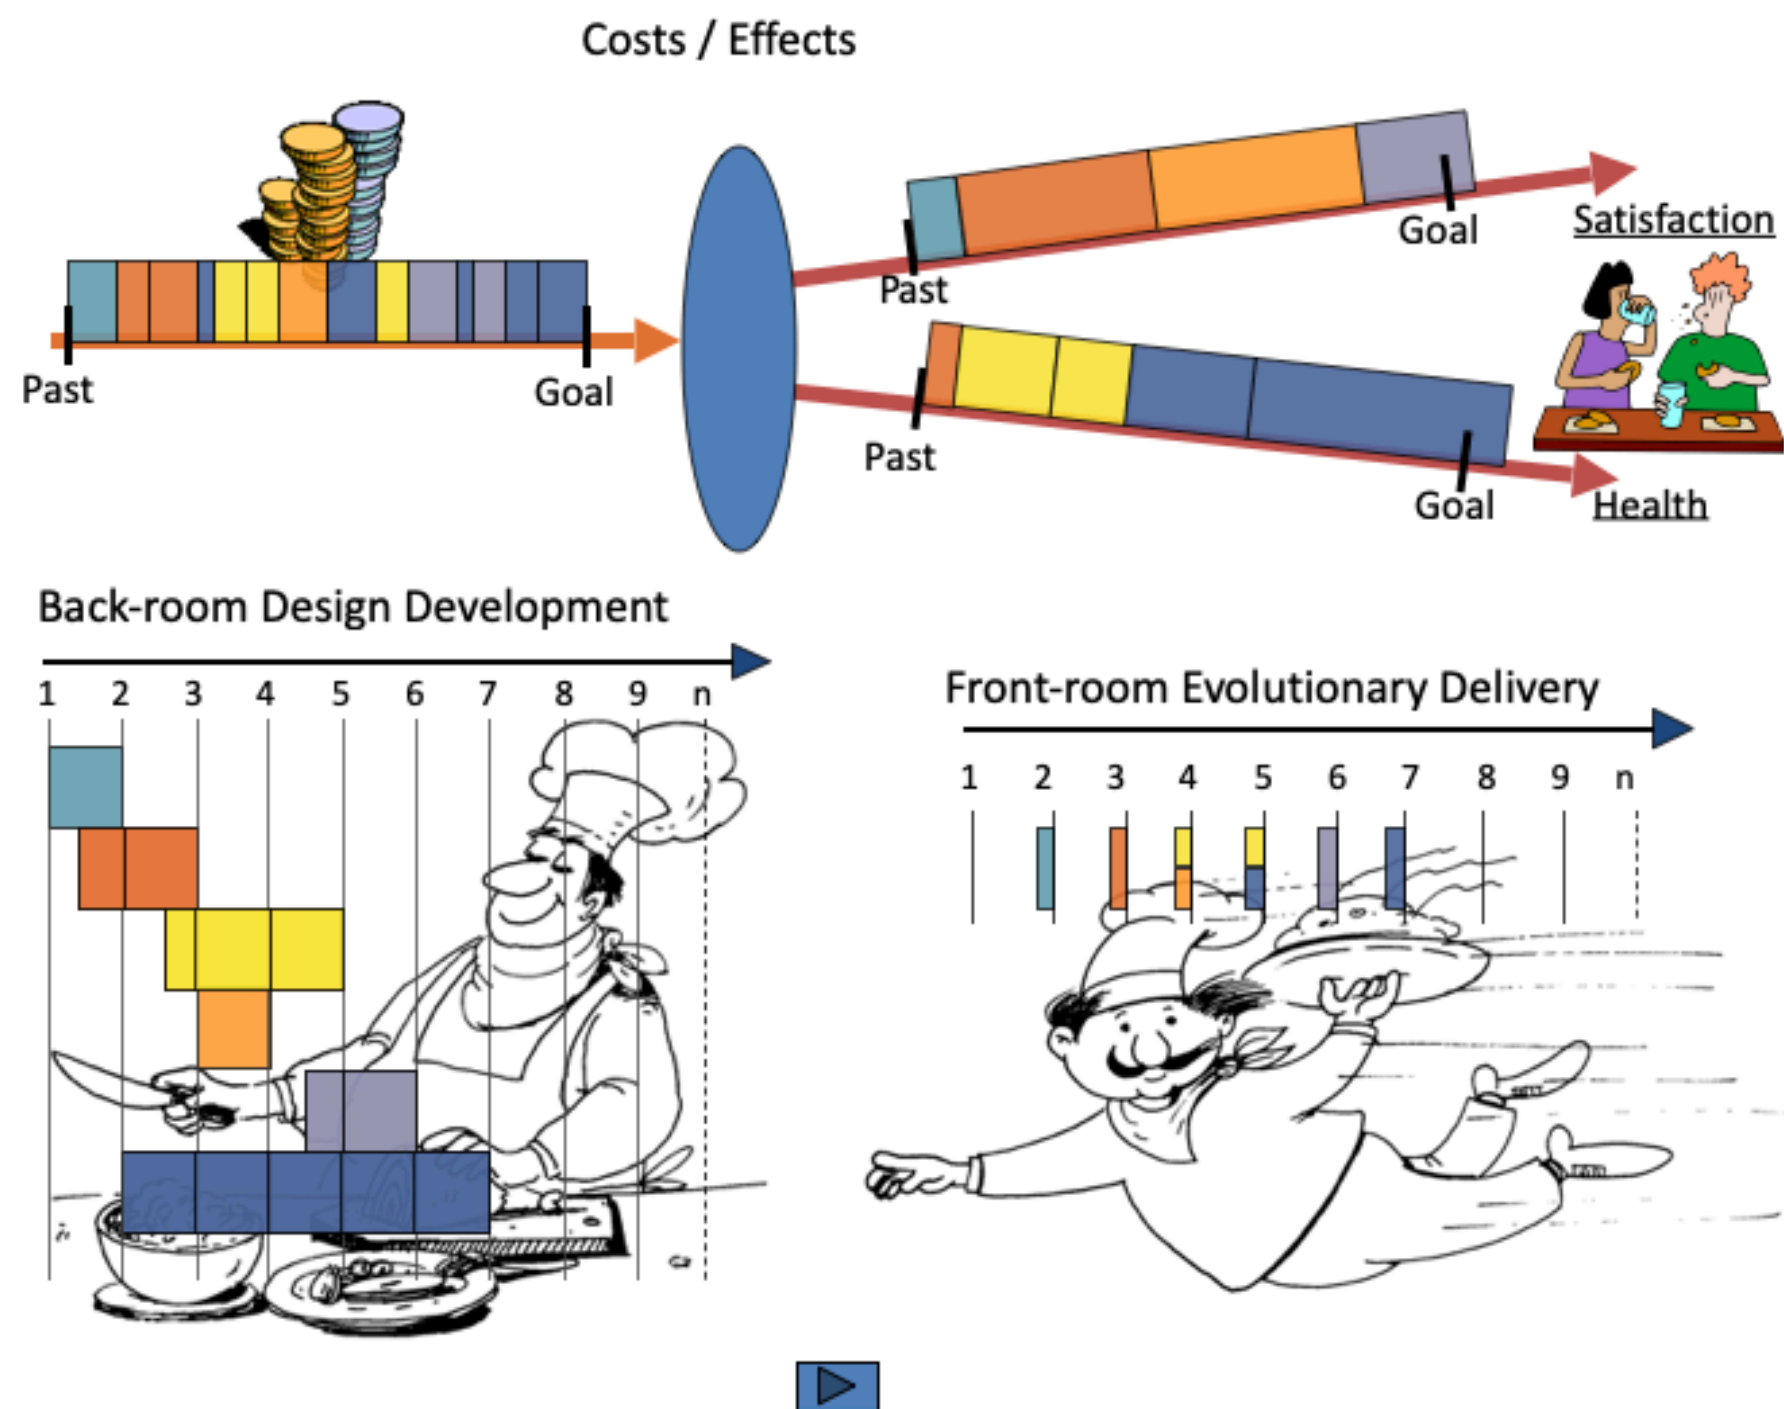 Costs / Effects
Past
Goal
Past
Goal
Satisfaction
Past
Goal
Health
Back-room Design Development
1 2 3 4 5 6 7 8 9 n
Front-room Evolutionary Delivery
1 2 3 4 5 6 7 8 9 n